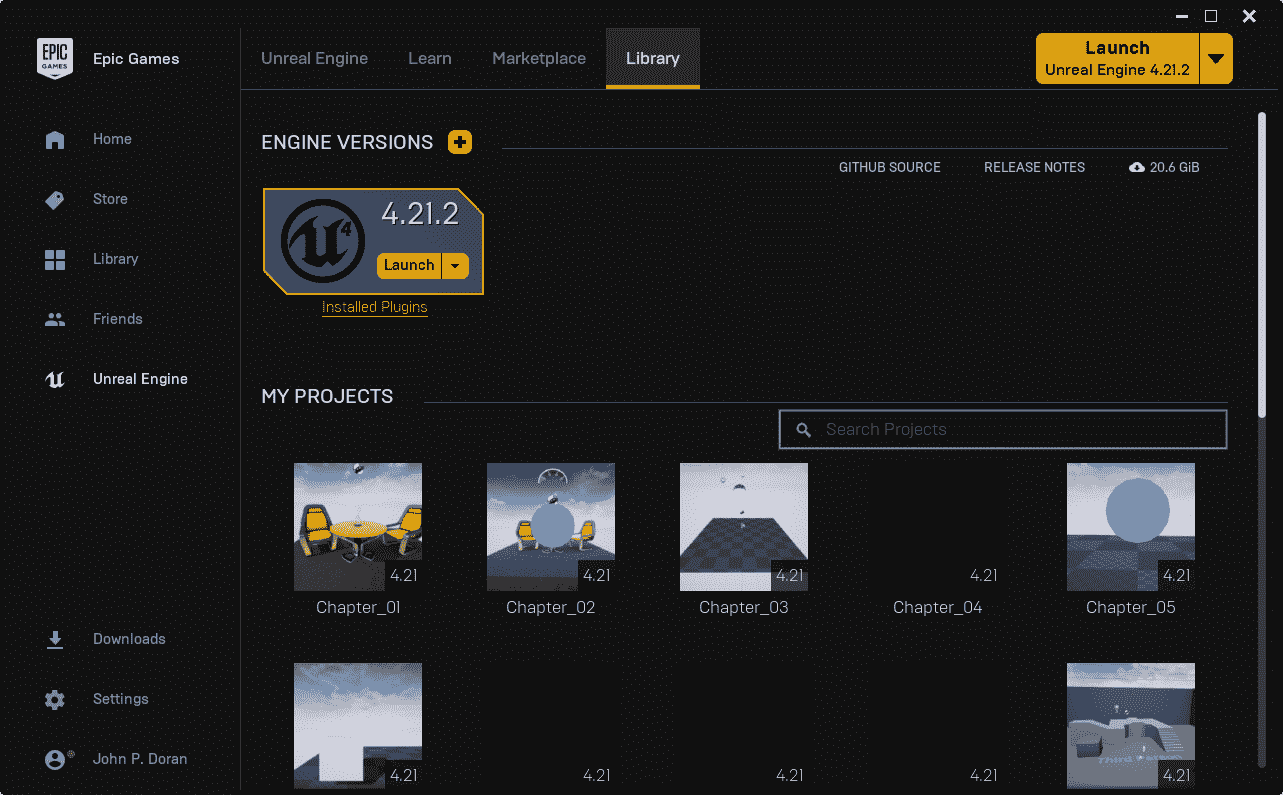 EPIC
GAMES
Epic Games
Unreal Engine
Learn
Marketplace
Library
Launch
Unreal Engine 4.21.2
Home
Store
Library
Friends
Unreal Engine
Downloads
Settings
John P. Doran
ENGINE VERSIONS
GITHUB SOURCE
RELEASE NOTES
20.6 GiB
4
4.21.2
Launch
Installed Plugins
MY PROJECTS
Search Projects
4.21
4.21
4.21
4.21
4.21
Chapter_01
Chapter_02
Chapter_03
Chapter_04
Chapter_05
4.21
4.21
4.21
4.21
Third Person
4.21